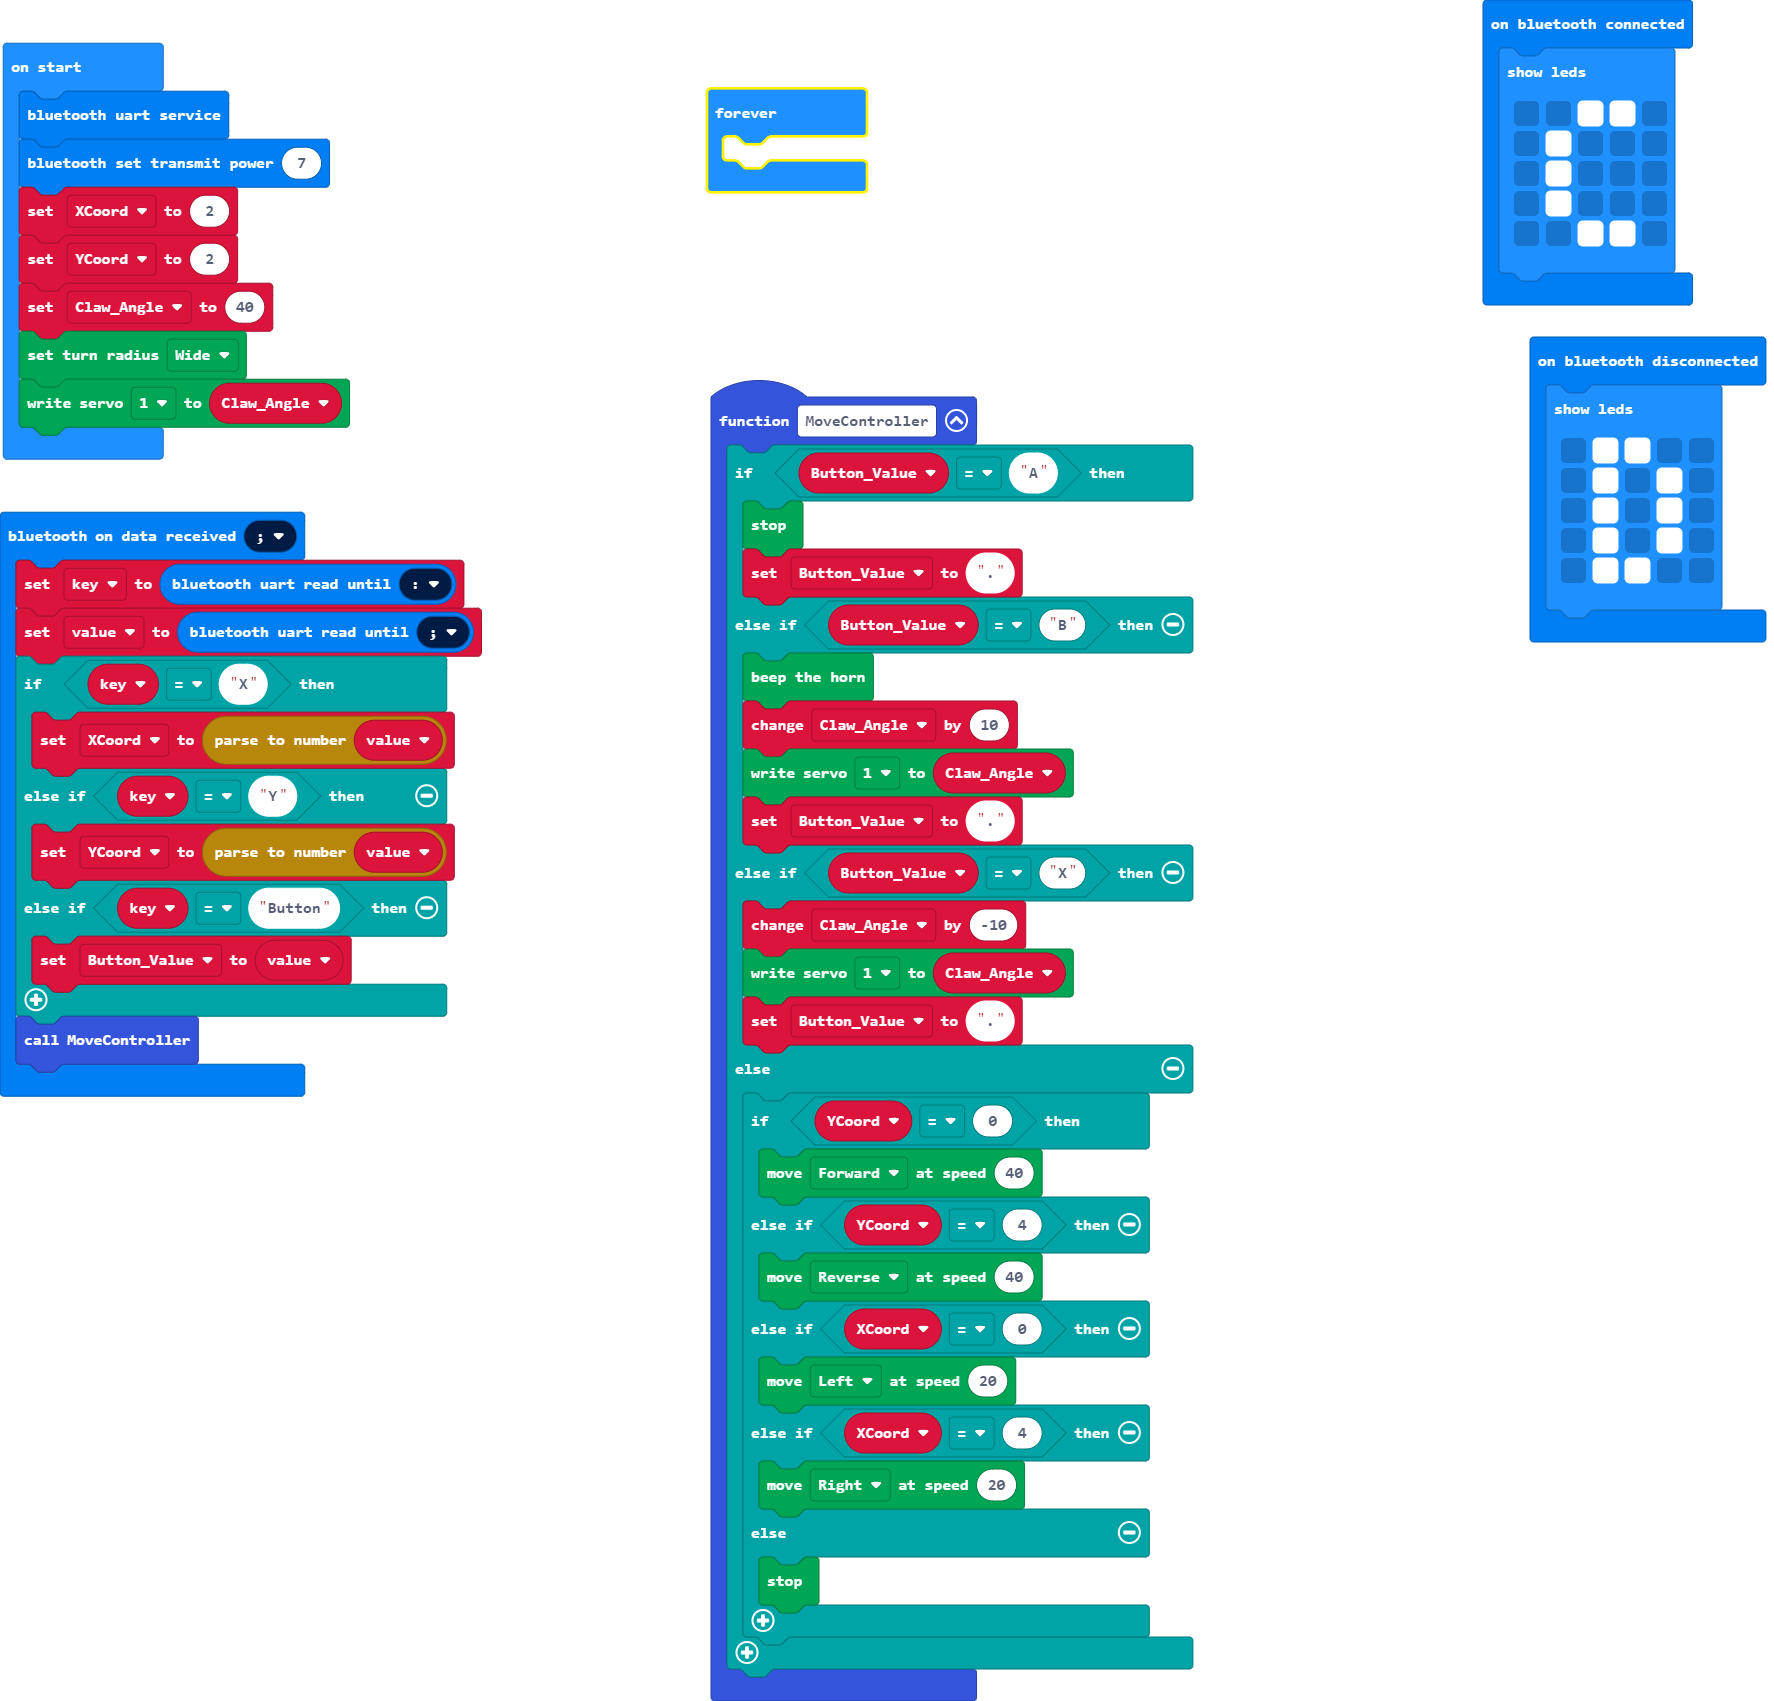 on start
bluetooth uart service
bluetooth set transmit power 7
set XCoord to 2
set YCoord to 2
set Claw_Angle to 40
set turn radius Wide
write servo 1 to Claw_Angle
bluetooth on data received ;
set key to bluetooth uart read until :
set value to bluetooth uart read until ;
if key = "X" then
set XCoord to parse to number value
else if key = "Y" then
set YCoord to parse to number value
else if key = "Button" then
set Button_Value to value
call MoveController
forever
function MoveController
if Button_Value = "A" then
stop
set Button_Value to "."
else if Button_Value = "B" then
beep the horn
change Claw_Angle by 10
write servo 1 to Claw_Angle
set Button_Value to "."
else if Button_Value = "X" then
change Claw_Angle by -10
write servo 1 to Claw_Angle
set Button_Value to "."
else
if YCoord = 0 then
move Forward at speed 40
else if YCoord = 4 then
move Reverse at speed 40
else if XCoord = 0 then
move Left at speed 20
else if XCoord = 4 then
move Right at speed 20
else
stop
on bluetooth connected
show leds
on bluetooth disconnected
show leds